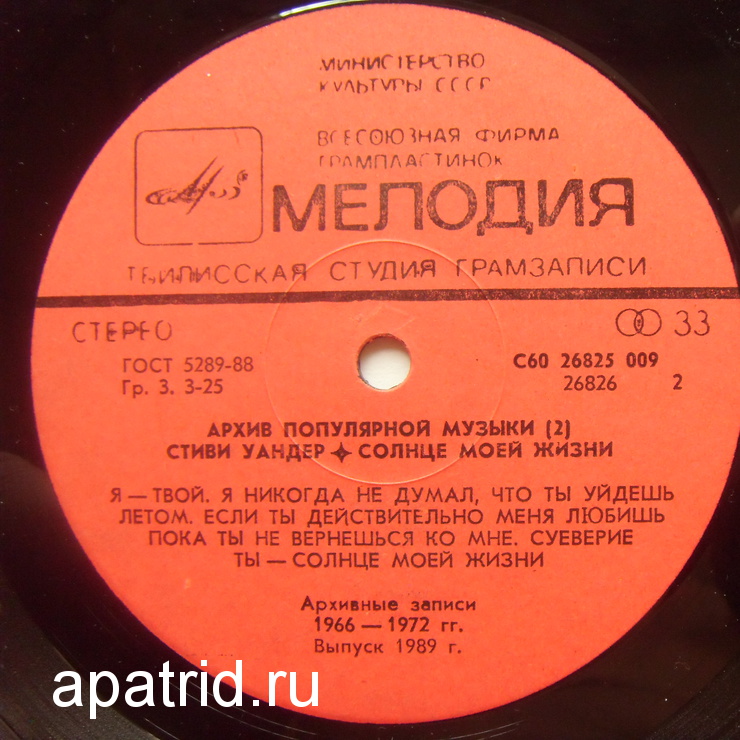 МИНИСТЕРСТВО
КУЛЬТУРЫ СССР
ВСЕСОЮЗНАЯ ФИРМА
ГРАМПЛАСТИНОК
МЕЛОДИЯ
ТБИЛИССКАЯ СТУДИЯ ГРАМЗАПИСИ
СТЕРЕО
33
ГОСТ 5289-88
Гр. 3. 3-25
С60 26825 009
26826 2
АРХИВ ПОПУЛЯРНОЙ МУЗЫКИ (2)
СТИВИ УАНДЕР ✦ СОЛНЦЕ МОЕЙ ЖИЗНИ
Я — ТВОЙ. Я НИКОГДА НЕ ДУМАЛ, ЧТО ТЫ УЙДЕШЬ
ЛЕТОМ. ЕСЛИ ТЫ ДЕЙСТВИТЕЛЬНО МЕНЯ ЛЮБИШЬ
ПОКА ТЫ НЕ ВЕРНЕШЬСЯ КО МНЕ. СУЕВЕРИЕ
ТЫ — СОЛНЦЕ МОЕЙ ЖИЗНИ
Архивные записи
1966 — 1972 гг.
Выпуск 1989 г.
apatrid.ru